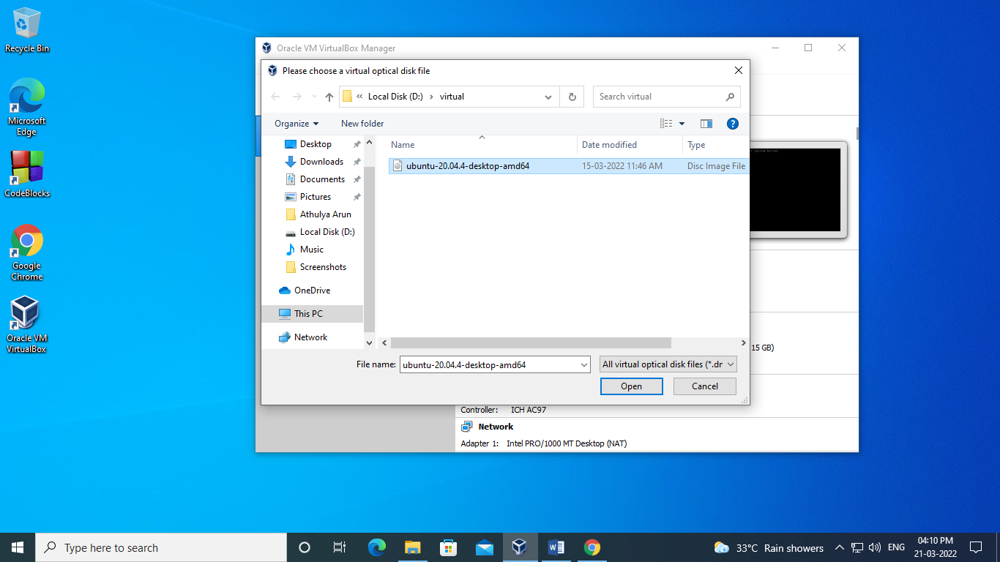 Recycle Bin
Microsoft
Edge
CodeBlocks
Google
Chrome
Oracle VM
VirtualBox
Oracle VM VirtualBox Manager
Please choose a virtual optical disk file
« Local Disk (D:) › virtual
Search virtual
Organize
New folder
Desktop
Downloads
Documents
Pictures
Athulya Arun
Local Disk (D:)
Music
Screenshots
OneDrive
This PC
Network
Name Date modified Type
ubuntu-20.04.4-desktop-amd64 15-03-2022 11:46 AM Disc Image File
File name: ubuntu-20.04.4-desktop-amd64
All virtual optical disk files (*.dr
Open
Cancel
15 GB)
Controller: ICH AC97
Network
Adapter 1: Intel PRO/1000 MT Desktop (NAT)
Type here to search
33°C Rain showers
ENG
04:10 PM
21-03-2022